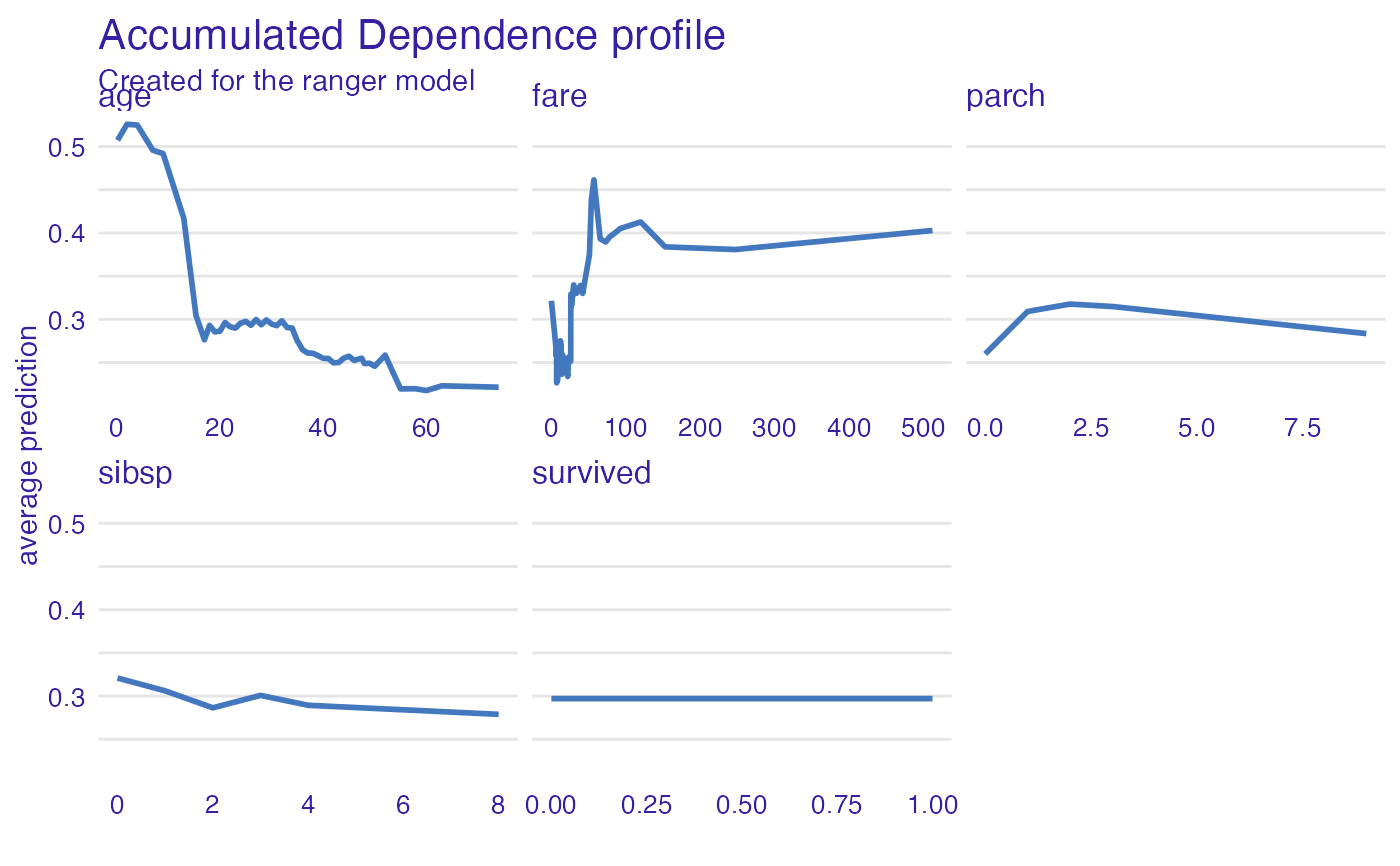 Accumulated Dependence profile
Created for the ranger model
age
fare
parch
0.5
0.4
0.3
0 20 40 60
0 100 200 300 400 500
0.0 2.5 5.0 7.5
average prediction
sibsp
survived
0.5
0.4
0.3
0 2 4 6 8
0.00 0.25 0.50 0.75 1.00